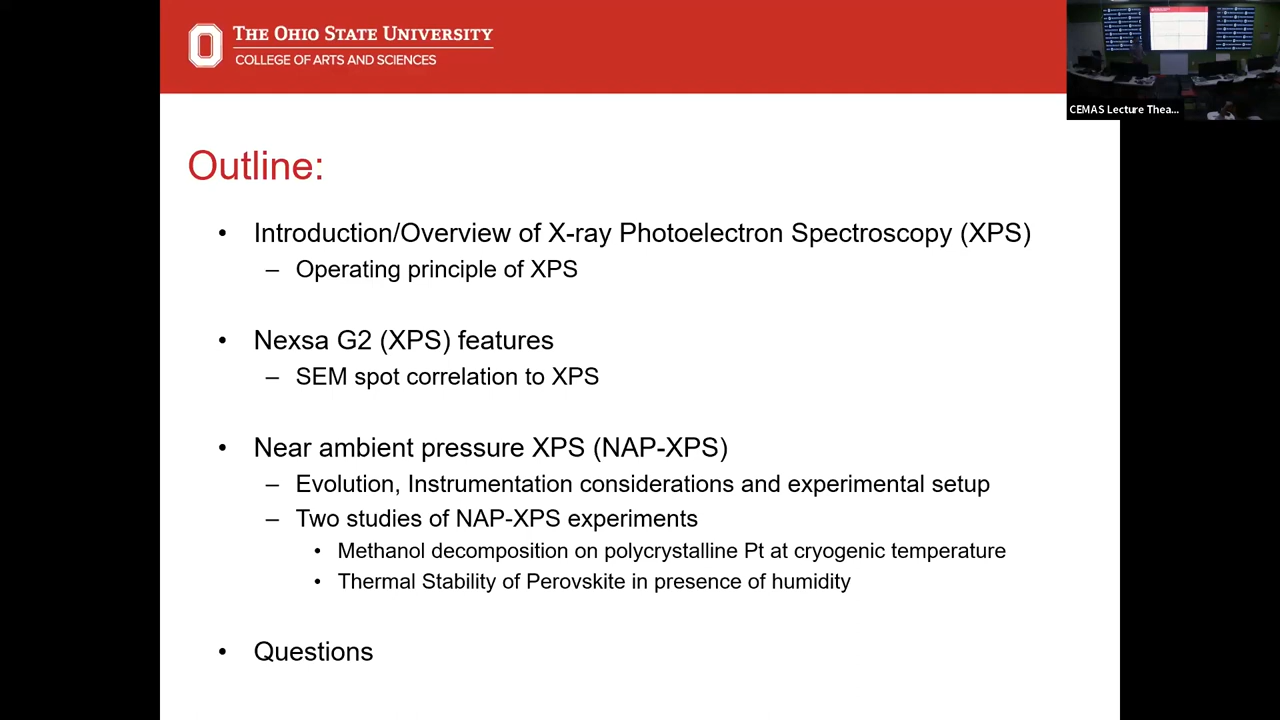 THE OHIO STATE UNIVERSITY
COLLEGE OF ARTS AND SCIENCES
CEMAS Lecture Thea...
Outline:
• Introduction/Overview of X-ray Photoelectron Spectroscopy (XPS)
– Operating principle of XPS
• Nexsa G2 (XPS) features
– SEM spot correlation to XPS
• Near ambient pressure XPS (NAP-XPS)
– Evolution, Instrumentation considerations and experimental setup
– Two studies of NAP-XPS experiments
• Methanol decomposition on polycrystalline Pt at cryogenic temperature
• Thermal Stability of Perovskite in presence of humidity
• Questions